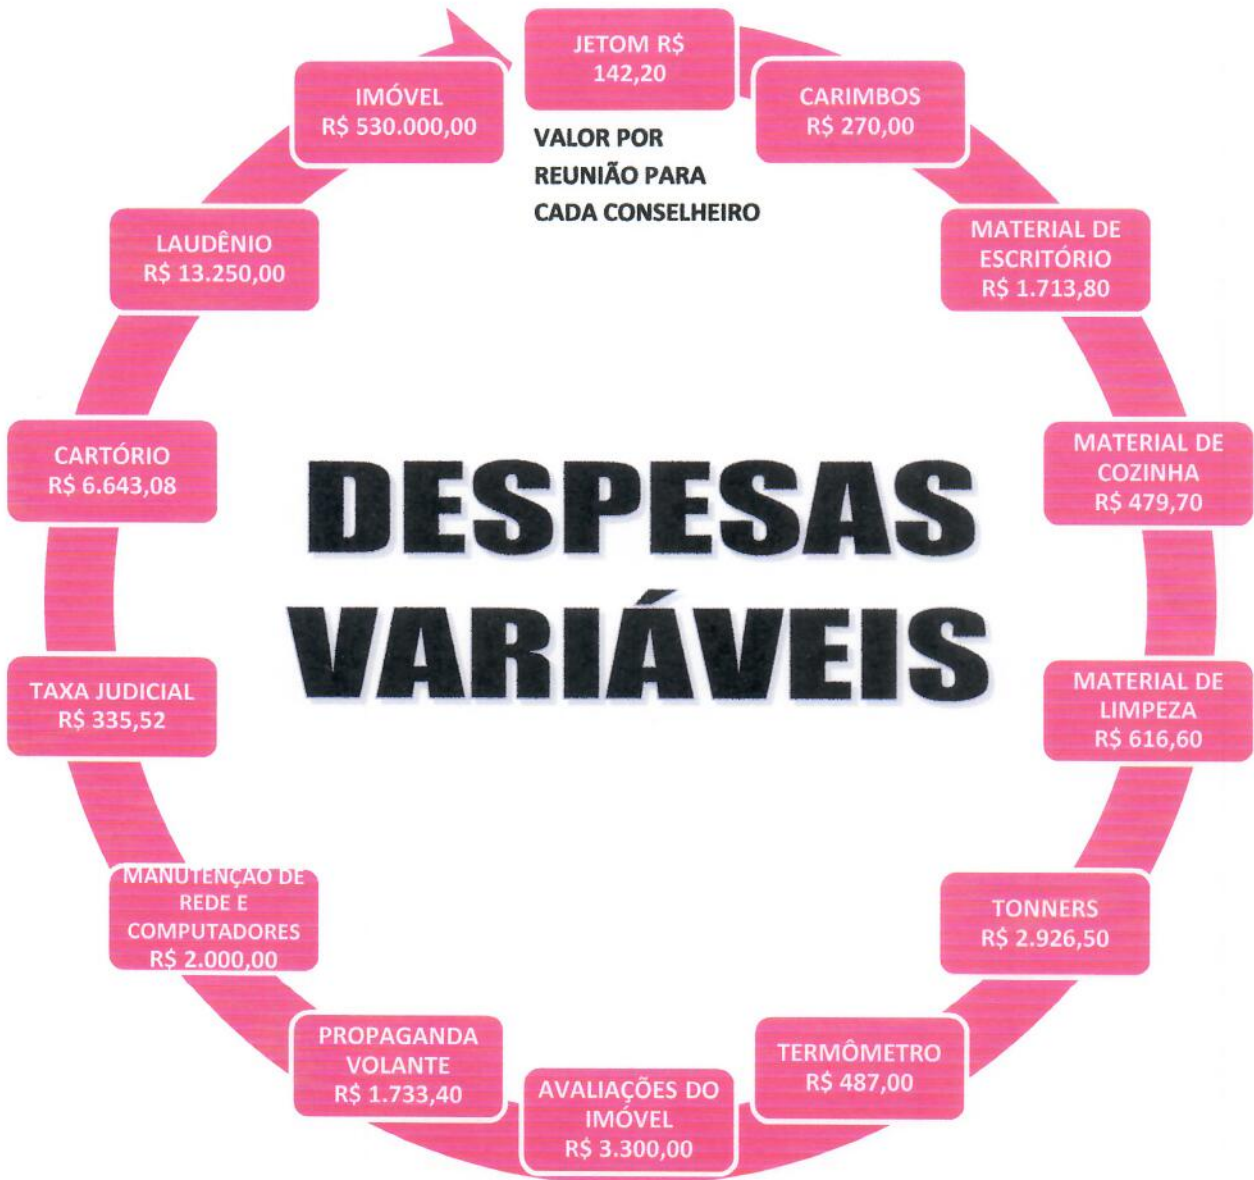 JETOM R$
142,20
VALOR POR
REUNIÃO PARA
CADA CONSELHEIRO
CARIMBOS
R$ 270,00
MATERIAL DE
ESCRITÓRIO
R$ 1.713,80
MATERIAL DE
COZINHA
R$ 479,70
MATERIAL DE
LIMPEZA
R$ 616,60
TONNERS
R$ 2.926,50
TERMÔMETRO
R$ 487,00
AVALIAÇÕES DO
IMÓVEL
R$ 3.300,00
PROPAGANDA
VOLANTE
R$ 1.733,40
MANUTENÇÃO DE
REDE E
COMPUTADORES
R$ 2.000,00
TAXA JUDICIAL
R$ 335,52
CARTÓRIO
R$ 6.643,08
LAUDÊNIO
R$ 13.250,00
IMÓVEL
R$ 530.000,00
DESPESAS
VARIÁVEIS